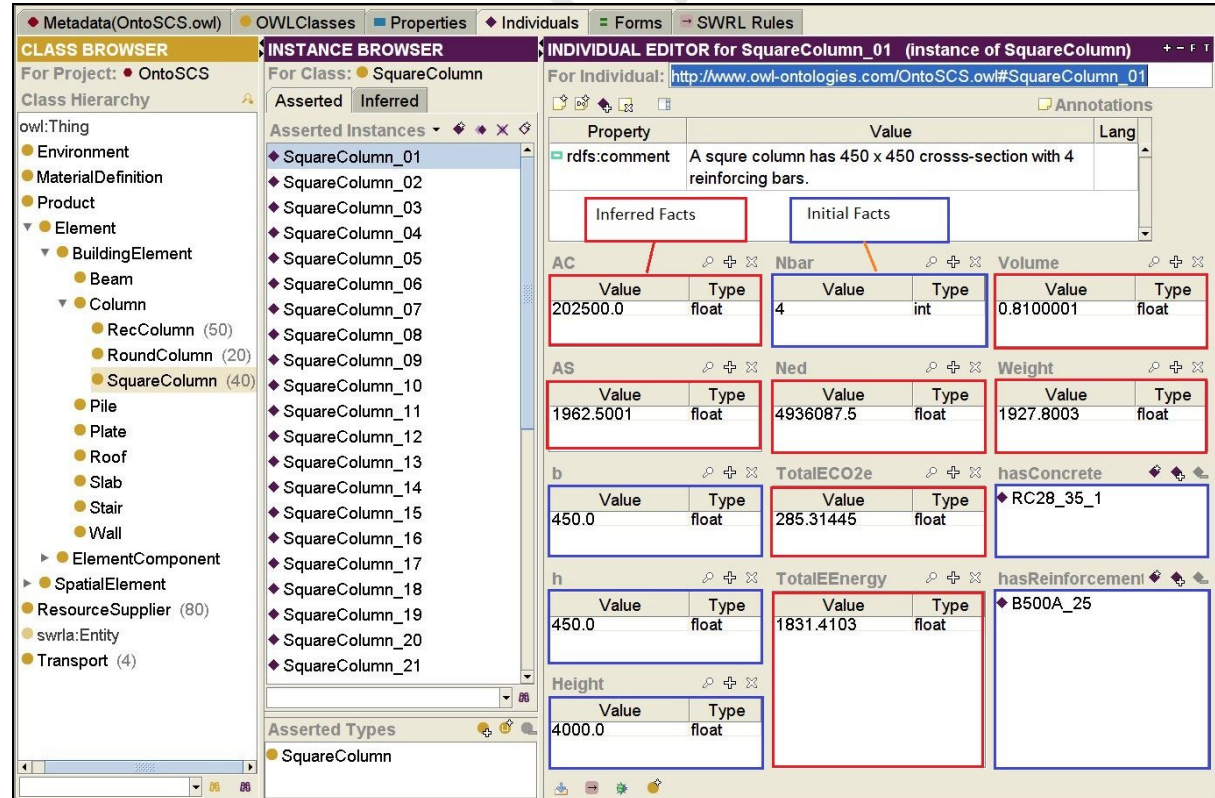 Metadata(OntoSCS.owl) OWLClasses Properties Individuals Forms SWRL Rules
CLASS BROWSER
For Project: OntoSCS
Class Hierarchy
owl:Thing
Environment
MaterialDefinition
Product
Element
BuildingElement
Beam
Column
RecColumn (50)
RoundColumn (20)
SquareColumn (40)
Pile
Plate
Roof
Slab
Stair
Wall
ElementComponent
SpatialElement
ResourceSupplier (80)
swrla:Entity
Transport (4)
INSTANCE BROWSER
For Class: SquareColumn
Asserted Inferred
Asserted Instances
SquareColumn_01
SquareColumn_02
SquareColumn_03
SquareColumn_04
SquareColumn_05
SquareColumn_06
SquareColumn_07
SquareColumn_08
SquareColumn_09
SquareColumn_10
SquareColumn_11
SquareColumn_12
SquareColumn_13
SquareColumn_14
SquareColumn_15
SquareColumn_16
SquareColumn_17
SquareColumn_18
SquareColumn_19
SquareColumn_20
SquareColumn_21
Asserted Types
SquareColumn
INDIVIDUAL EDITOR for SquareColumn_01 (instance of SquareColumn) + − F T
For Individual: http://www.owl-ontologies.com/OntoSCS.owl#SquareColumn_01
Annotations
Property Value Lang
rdfs:comment A squre column has 450 x 450 crosss-section with 4
reinforcing bars.
Inferred Facts Initial Facts
AC Nbar Volume
Value Type Value Type Value Type
202500.0 float 4 int 0.8100001 float
AS Ned Weight
Value Type Value Type Value Type
1962.5001 float 4936087.5 float 1927.8003 float
b TotalECO2e hasConcrete
Value Type Value Type RC28_35_1
450.0 float 285.31445 float
h TotalEEnergy hasReinforcement
Value Type Value Type B500A_25
450.0 float 1831.4103 float
Height
Value Type
4000.0 float